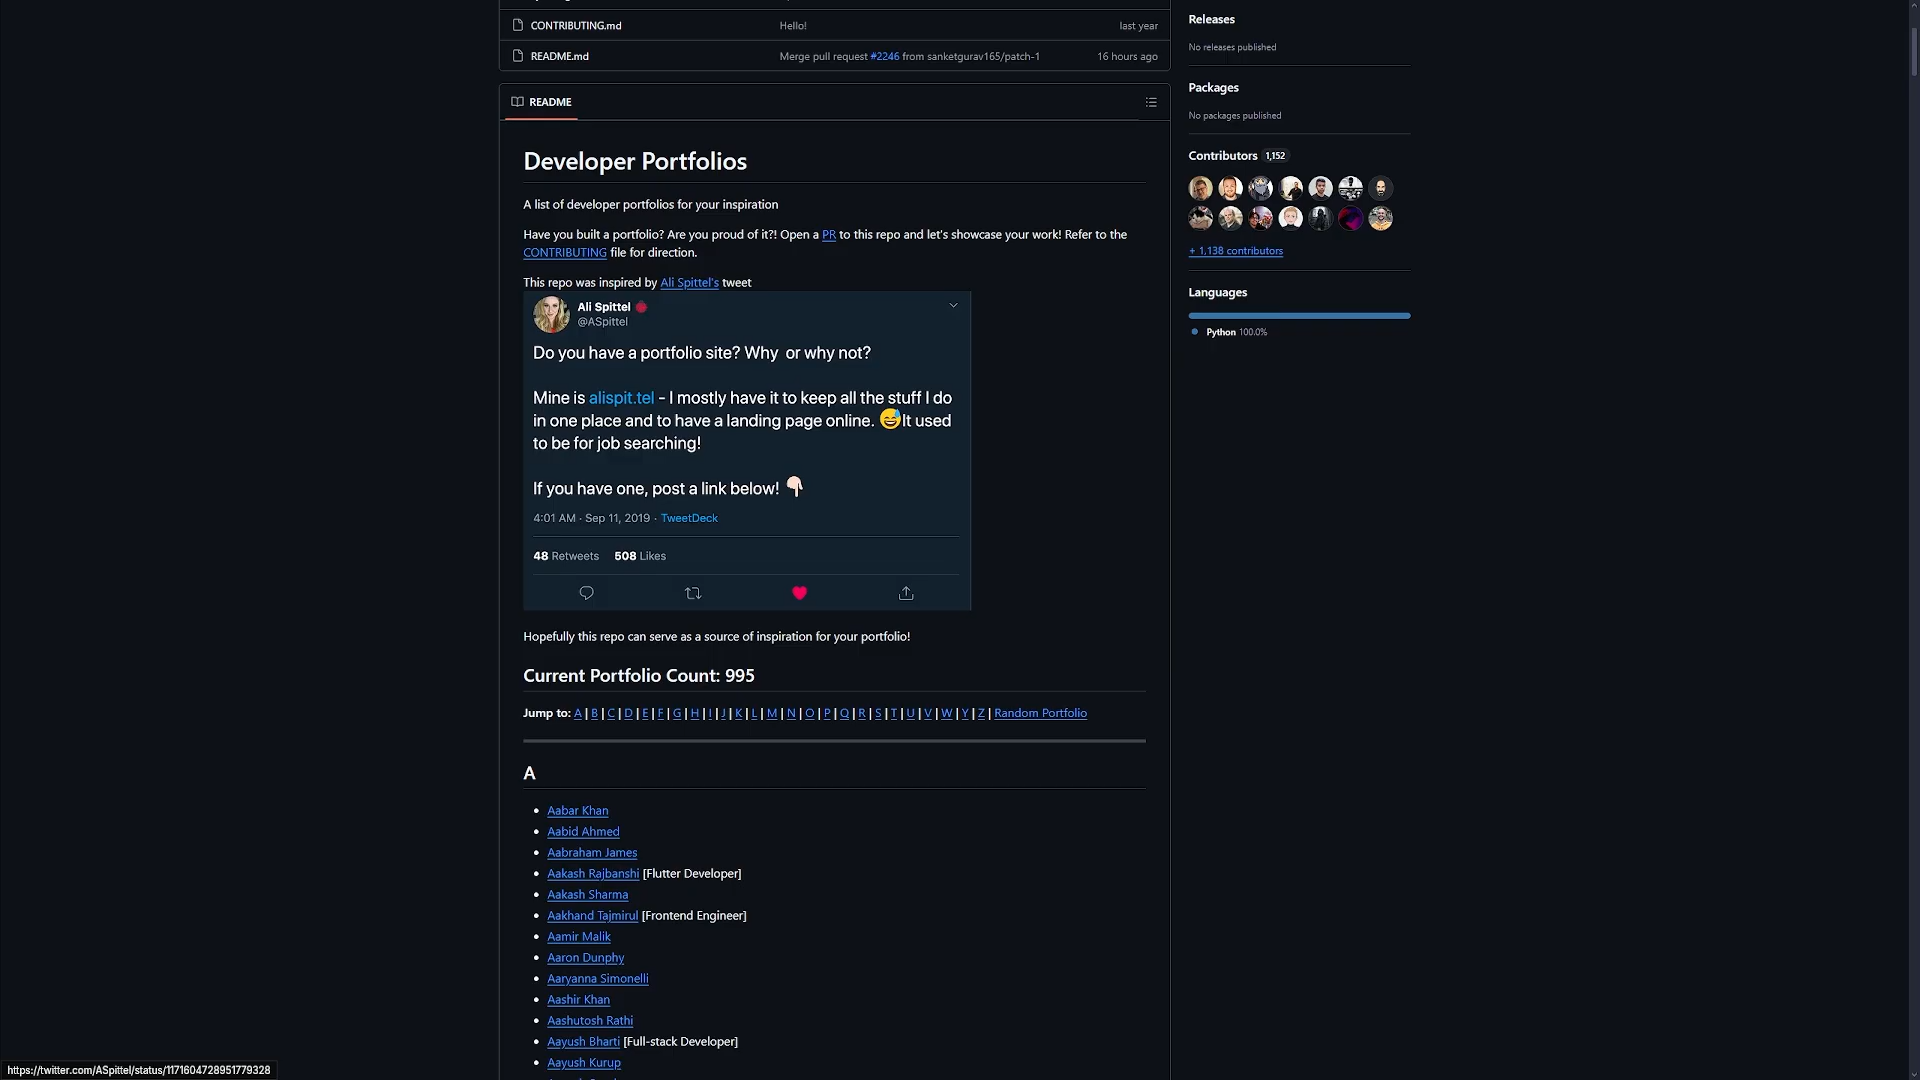 CONTRIBUTING.md Hello! last year
README.md Merge pull request #2246 from sanketgurav165/patch-1 16 hours ago
README
Developer Portfolios
A list of developer portfolios for your inspiration
Have you built a portfolio? Are you proud of it?! Open a PR to this repo and let's showcase your work! Refer to the
CONTRIBUTING file for direction.
This repo was inspired by Ali Spittel's tweet
Ali Spittel
@ASpittel
Do you have a portfolio site? Why or why not?
Mine is alispit.tel - I mostly have it to keep all the stuff I do
in one place and to have a landing page online. 😅It used
to be for job searching!
If you have one, post a link below! 👇🏻
4:01 AM · Sep 11, 2019 · TweetDeck
48 Retweets 508 Likes
Hopefully this repo can serve as a source of inspiration for your portfolio!
Current Portfolio Count: 995
Jump to: A | B | C | D | E | F | G | H | I | J | K | L | M | N | O | P | Q | R | S | T | U | V | W | Y | Z | Random Portfolio
A
• Aabar Khan
• Aabid Ahmed
• Aabraham James
• Aakash Rajbanshi [Flutter Developer]
• Aakash Sharma
• Aakhand Tajmirul [Frontend Engineer]
• Aamir Malik
• Aaron Dunphy
• Aaryanna Simonelli
• Aashir Khan
• Aashutosh Rathi
• Aayush Bharti [Full-stack Developer]
• Aayush Kurup
Releases
No releases published
Packages
No packages published
Contributors 1,152
+ 1,138 contributors
Languages
Python 100.0%
https://twitter.com/ASpittel/status/1171604728951779328